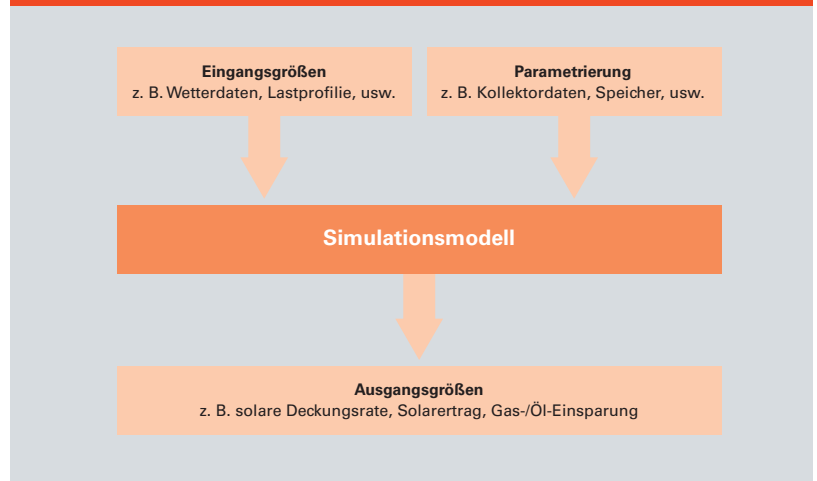 Eingangsgrößen
z. B. Wetterdaten, Lastprofilie, usw.
Parametrierung
z. B. Kollektordaten, Speicher, usw.
Simulationsmodell
Ausgangsgrößen
z. B. solare Deckungsrate, Solarertrag, Gas-/Öl-Einsparung